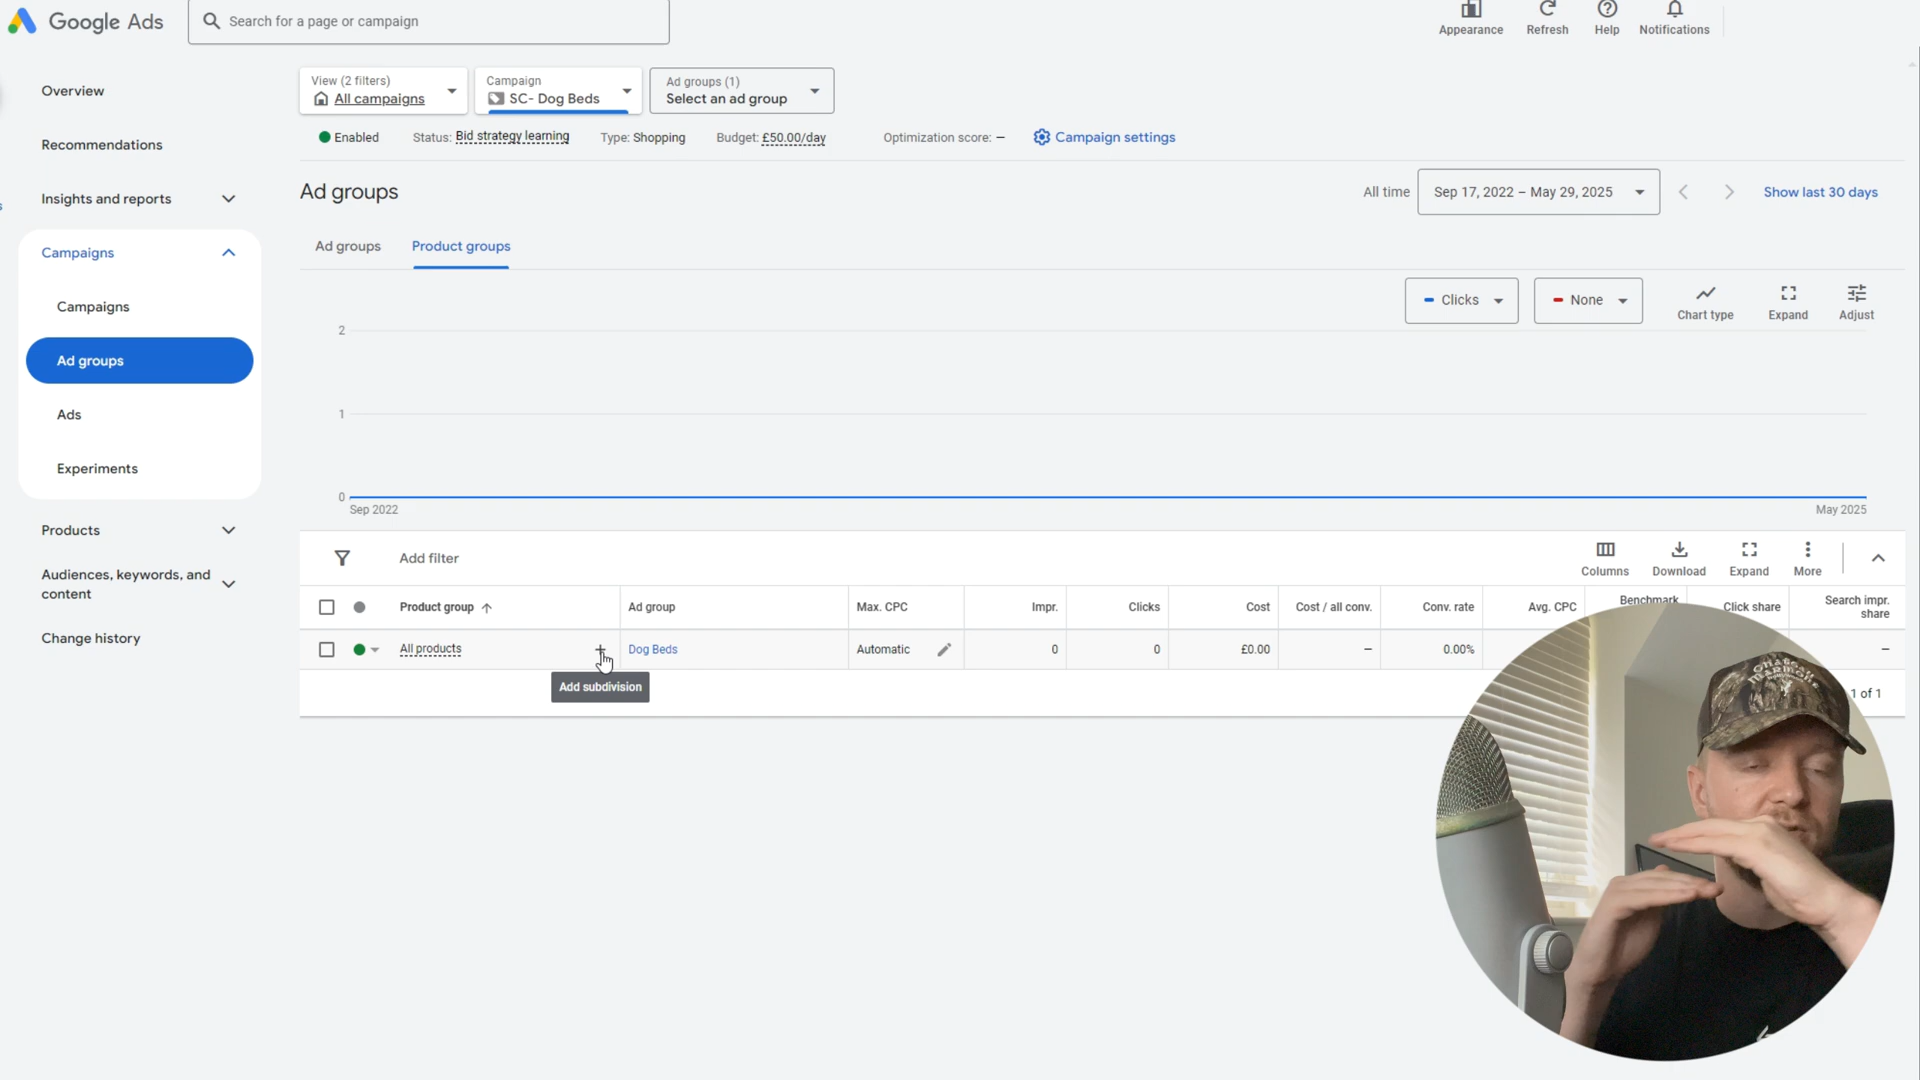 Google Ads
Search for a page or campaign
Appearance
Refresh
Help
Notifications
Overview
Recommendations
Insights and reports
Campaigns
Campaigns
Ad groups
Ads
Experiments
Products
Audiences, keywords, and
content
Change history
View (2 filters)
All campaigns
Campaign
SC- Dog Beds
Ad groups (1)
Select an ad group
Enabled
Status: Bid strategy learning
Type: Shopping
Budget: £50.00/day
Optimization score: –
Campaign settings
Ad groups
All time
Sep 17, 2022 – May 29, 2025
Show last 30 days
Ad groups
Product groups
Clicks
None
Chart type
Expand
Adjust
2
1
0
Sep 2022
May 2025
Add filter
Columns
Download
Expand
More
Product group
Ad group
Max. CPC
Impr.
Clicks
Cost
Cost / all conv.
Conv. rate
Avg. CPC
Benchmark
Click share
Search impr.
share
All products
Dog Beds
Automatic
0
0
£0.00
–
0.00%
–
Add subdivision
1 of 1